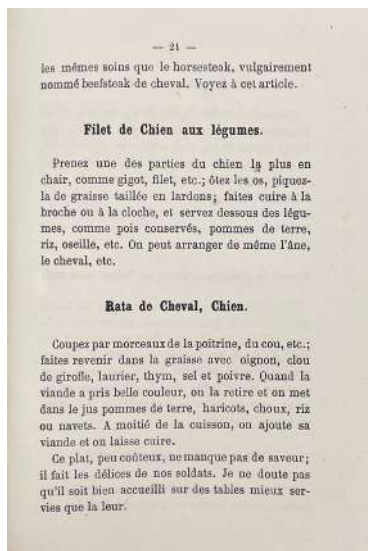 — 21 —
les mêmes soins que le horsesteak, vulgairement
nommé beefsteak de cheval. Voyez à cet article.
Filet de Chien aux légumes.
Prenez une des parties du chien la plus en
chair, comme gigot, filet, etc.; ôtez les os, piquez-
la de graisse taillée en lardons; faites cuire à la
broche ou à la cloche, et servez dessous des légu-
mes, comme pois conservés, pommes de terre,
riz, oseille, etc. On peut arranger de même l'âne,
le cheval, etc.
Rata de Cheval, Chien.
Coupez par morceaux de la poitrine, du cou, etc.;
faites revenir dans la graisse avec oignon, clou
de girofle, laurier, thym, sel et poivre. Quand la
viande a pris belle couleur, on la retire et on met
dans le jus pommes de terre, haricots, choux, riz
ou navets. A moitié de la cuisson, on ajoute sa
viande et on laisse cuire.
Ce plat, peu coûteux, ne manque pas de saveur;
il fait les délices de nos soldats. Je ne doute pas
qu'il soit bien accueilli sur des tables mieux ser-
vies que la leur.